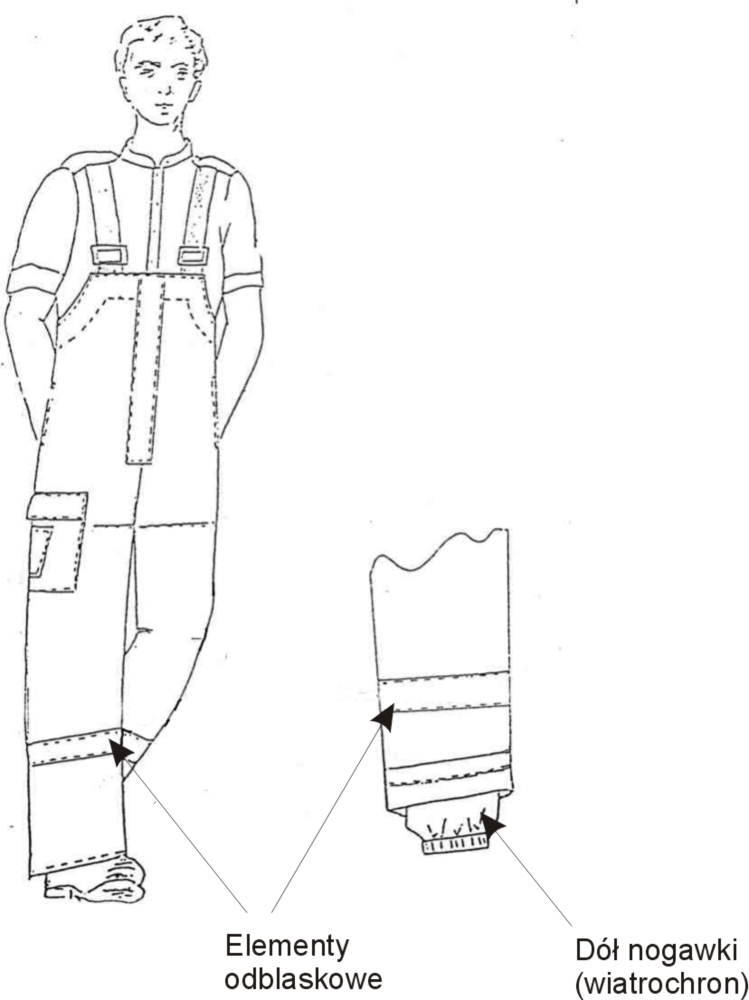 Elementy
odblaskowe
Dół nogawki
(wiatrochron)